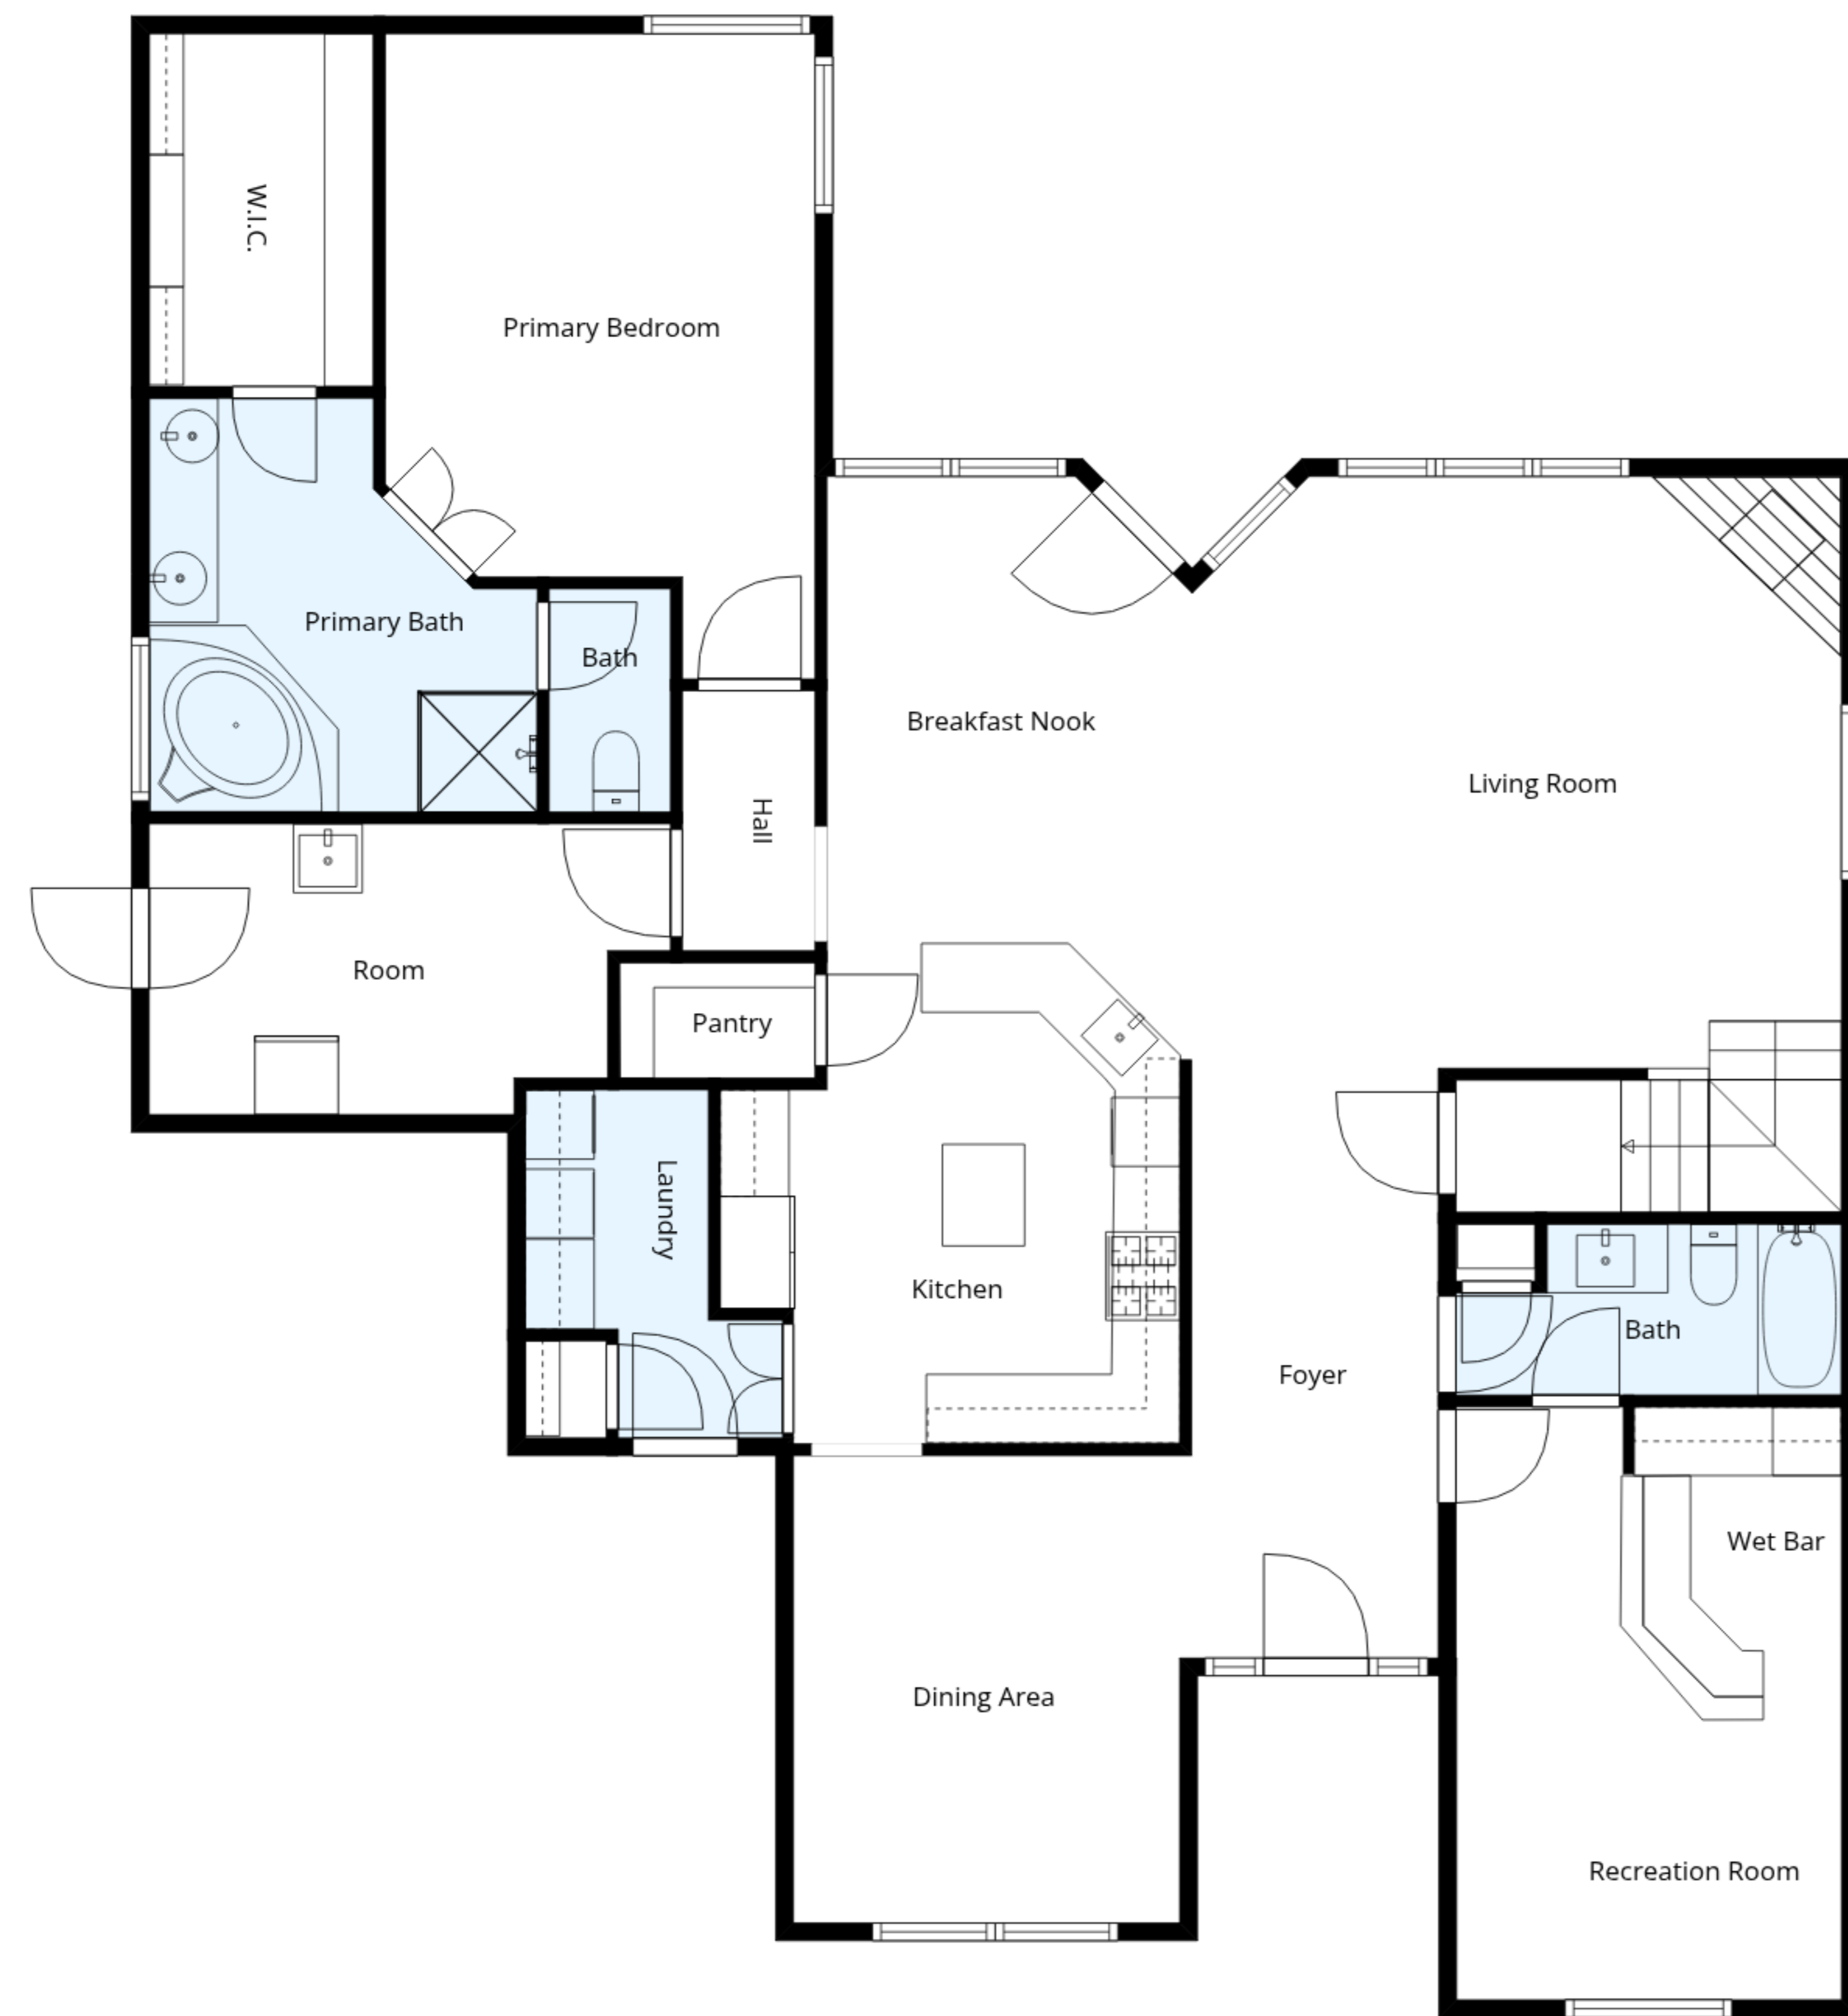 W.I.C.
Primary Bedroom
Primary Bath
Bath
Breakfast Nook
Living Room
Hall
Room
Pantry
Laundry
Kitchen
Bath
Foyer
Wet Bar
Dining Area
Recreation Room